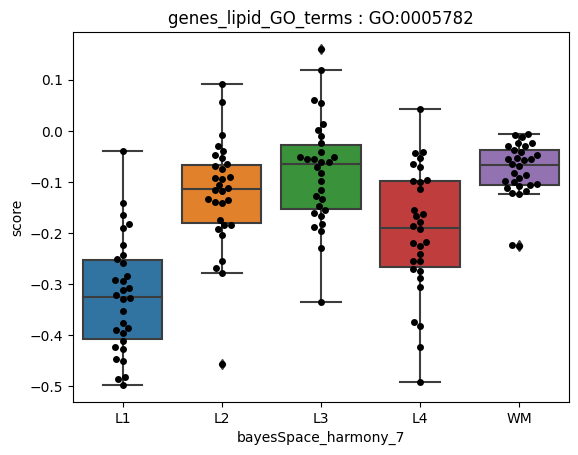 genes_lipid_GO_terms : GO:0005782
0.1
0.0
−0.1
−0.2
−0.3
−0.4
−0.5
score
L1 L2 L3 L4 WM
bayesSpace_harmony_7